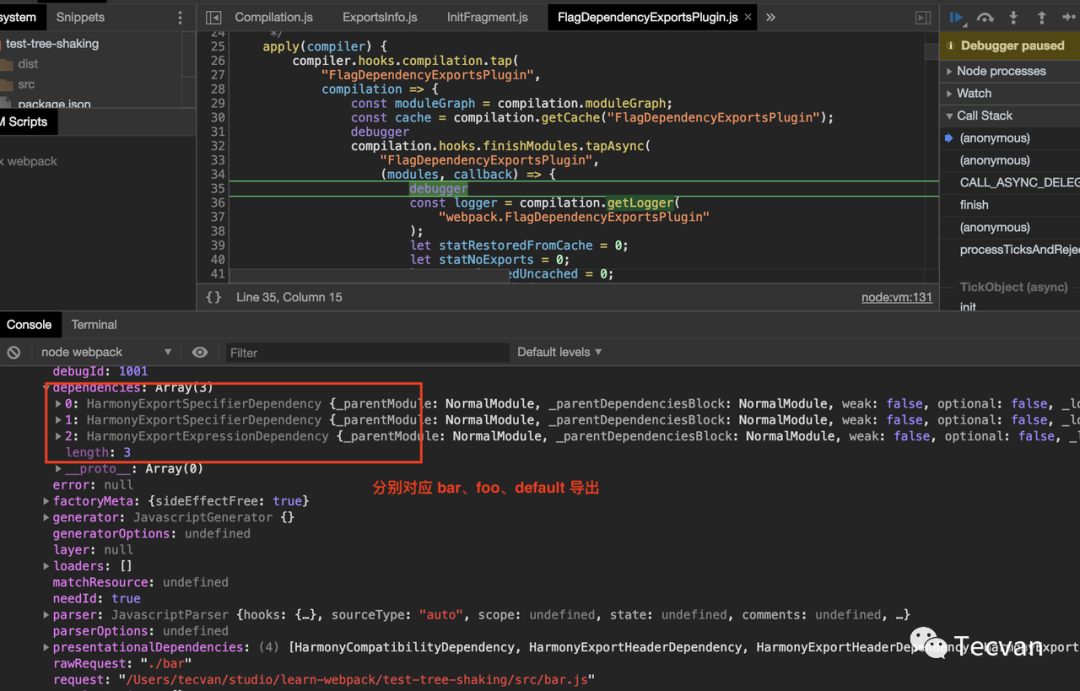 system Snippets
Compilation.js ExportsInfo.js InitFragment.js FlagDependencyExportsPlugin.js × »
test-tree-shaking
dist
src
package.json
Scripts
webpack
24 */
25 apply(compiler) {
26 compiler.hooks.compilation.tap(
27 "FlagDependencyExportsPlugin",
28 compilation => {
29 const moduleGraph = compilation.moduleGraph;
30 const cache = compilation.getCache("FlagDependencyExportsPlugin");
31 debugger
32 compilation.hooks.finishModules.tapAsync(
33 "FlagDependencyExportsPlugin",
34 (modules, callback) => {
35 debugger
36 const logger = compilation.getLogger(
37 "webpack.FlagDependencyExportsPlugin"
38 );
39 let statRestoredFromCache = 0;
40 let statNoExports = 0;
41 edUncached = 0;
{} Line 35, Column 15 node:vm:131
Debugger paused
Node processes
Watch
Call Stack
(anonymous)
(anonymous)
CALL_ASYNC_DELEG
finish
(anonymous)
processTicksAndRejec
TickObject (async)
init
Console Terminal
node webpack ▼ Filter Default levels ▼
debugId: 1001
dependencies: Array(3)
0: HarmonyExportSpecifierDependency {_parentModule: NormalModule, _parentDependenciesBlock: NormalModule, weak: false, optional: false, _lo
1: HarmonyExportSpecifierDependency {_parentModule: NormalModule, _parentDependenciesBlock: NormalModule, weak: false, optional: false, _lo
2: HarmonyExportExpressionDependency {_parentModule: NormalModule, _parentDependenciesBlock: NormalModule, weak: false, optional: false, _l
length: 3
__proto__: Array(0)
分别对应 bar、foo、default 导出
error: null
factoryMeta: {sideEffectFree: true}
generator: JavascriptGenerator {}
generatorOptions: undefined
layer: null
loaders: []
matchResource: undefined
needId: true
parser: JavascriptParser {hooks: {…}, sourceType: "auto", scope: undefined, state: undefined, comments: undefined, …}
parserOptions: undefined
presentationalDependencies: (4) [HarmonyCompatibilityDependency, HarmonyExportHeaderDependency, HarmonyExportHeaderDependency, HarmonyExport
rawRequest: "./bar"
request: "/Users/tecvan/studio/learn-webpack/test-tree-shaking/src/bar.js"
Tecvan